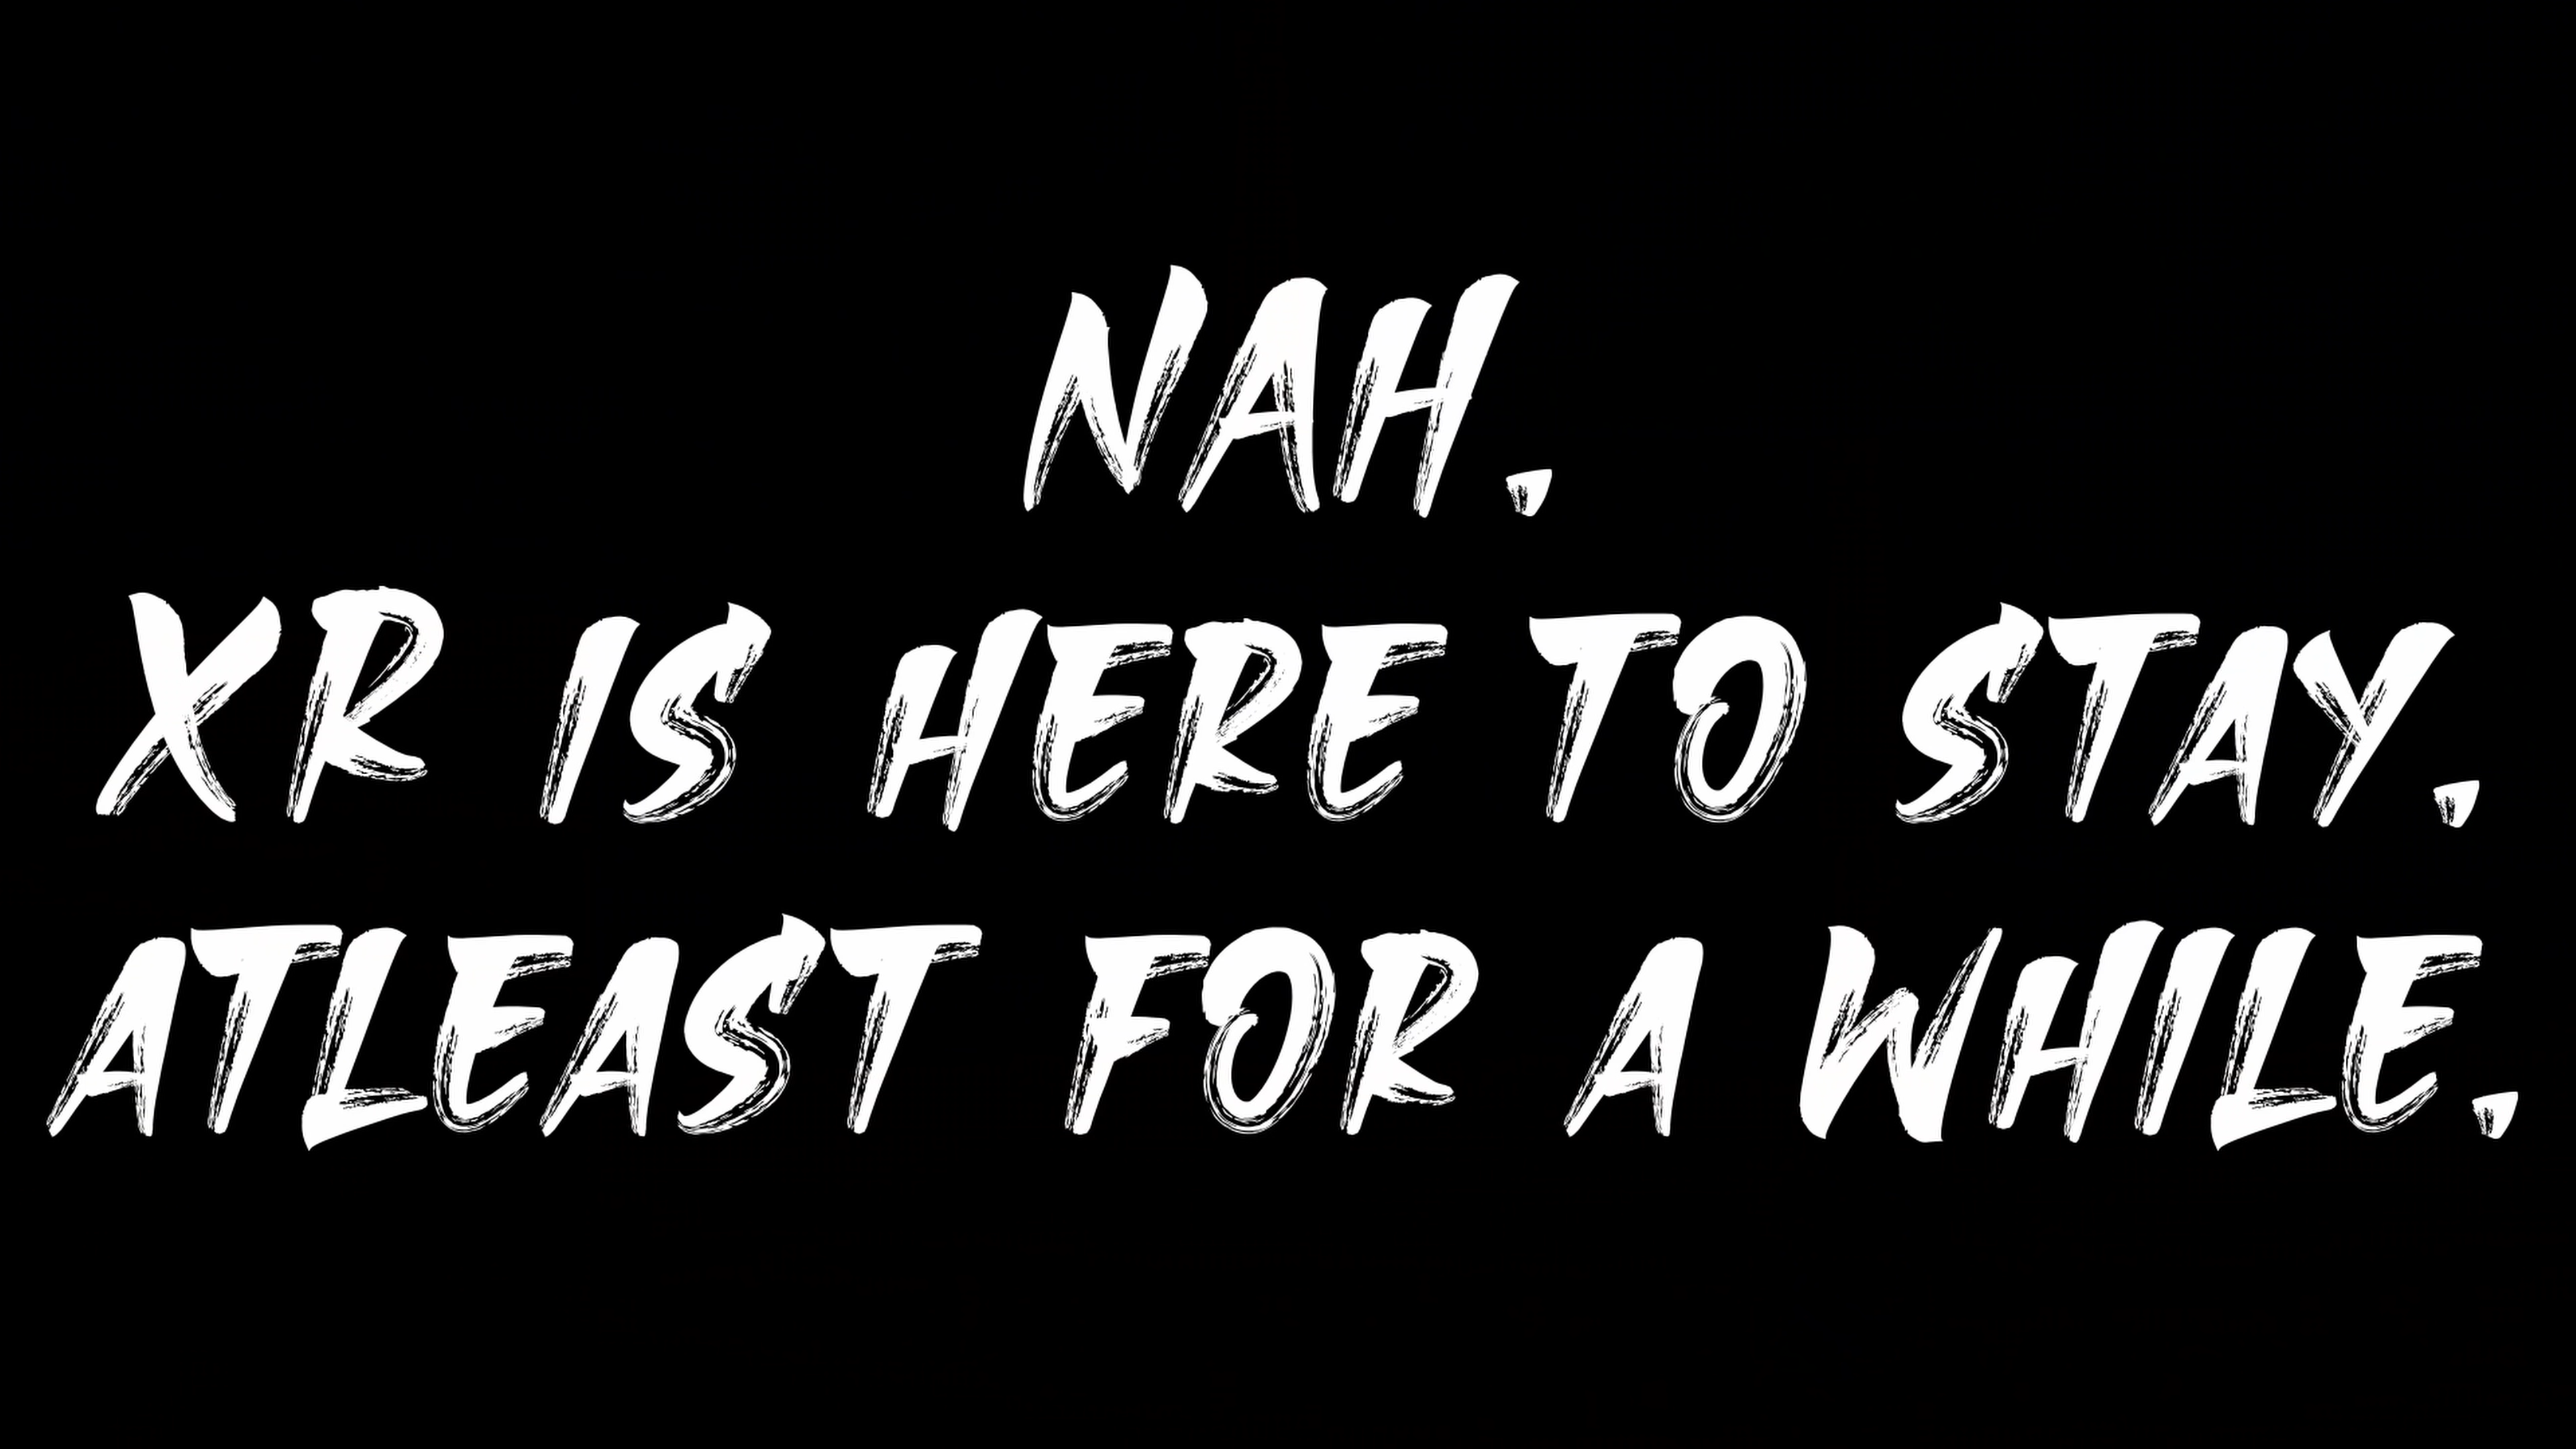 NAH.
XR IS HERE TO STAY.
ATLEAST FOR A WHILE.